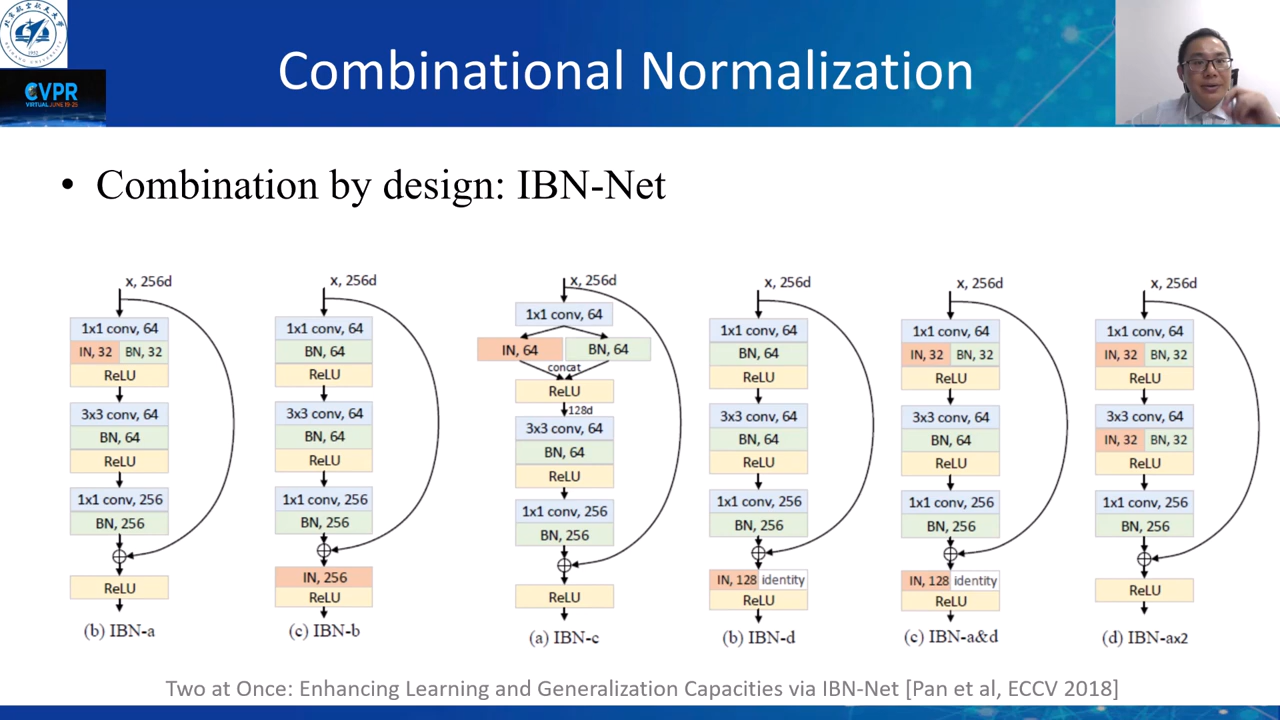 Combinational Normalization
CVPR
VIRTUAL JUNE 19-25
• Combination by design: IBN-Net
x, 256d
1x1 conv, 64
IN, 32 BN, 32
ReLU
3x3 conv, 64
BN, 64
ReLU
1x1 conv, 256
BN, 256
ReLU
(b) IBN-a
x, 256d
1x1 conv, 64
BN, 64
ReLU
3x3 conv, 64
BN, 64
ReLU
1x1 conv, 256
BN, 256
IN, 256
ReLU
(c) IBN-b
x, 256d
1x1 conv, 64
IN, 64 BN, 64
concat
ReLU
128d
3x3 conv, 64
BN, 64
ReLU
1x1 conv, 256
BN, 256
ReLU
(a) IBN-c
x, 256d
1x1 conv, 64
BN, 64
ReLU
3x3 conv, 64
BN, 64
ReLU
1x1 conv, 256
BN, 256
IN, 128 identity
ReLU
(b) IBN-d
x, 256d
1x1 conv, 64
IN, 32 BN, 32
ReLU
3x3 conv, 64
BN, 64
ReLU
1x1 conv, 256
BN, 256
IN, 128 identity
ReLU
(c) IBN-a&d
x, 256d
1x1 conv, 64
IN, 32 BN, 32
ReLU
3x3 conv, 64
IN, 32 BN, 32
ReLU
1x1 conv, 256
BN, 256
ReLU
(d) IBN-ax2
Two at Once: Enhancing Learning and Generalization Capacities via IBN-Net [Pan et al, ECCV 2018]